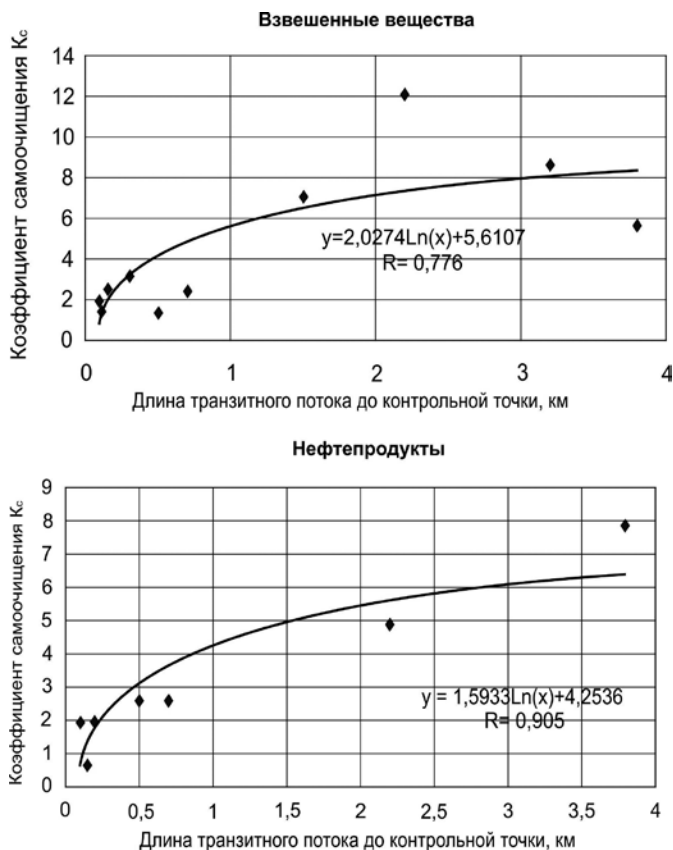 Взвешенные вещества
Коэффициент самоочищения Кс
14
12
10
8
6
4
2
0
y=2,0274Ln(x)+5,6107
R= 0,776
0 1 2 3 4
Длина транзитного потока до контрольной точки, км
Нефтепродукты
Коэффициент самоочищения Кс
9
8
7
6
5
4
3
2
1
0
y = 1,5933Ln(x)+4,2536
R= 0,905
0 0,5 1 1,5 2 2,5 3 3,5 4
Длина транзитного потока до контрольной точки, км